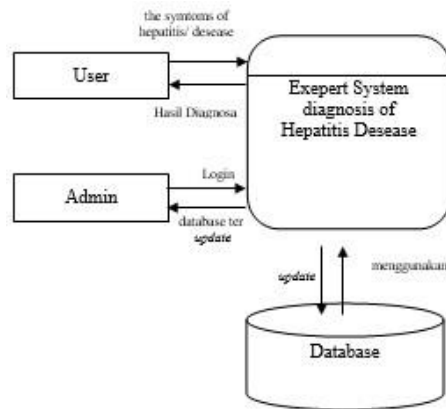 the symtoms of
hepatitis/ desease
User
Hasil Diagnosa
Exepert System
diagnosis of
Hepatitis Desease
Login
Admin
database ter
update
update
menggunakan
Database